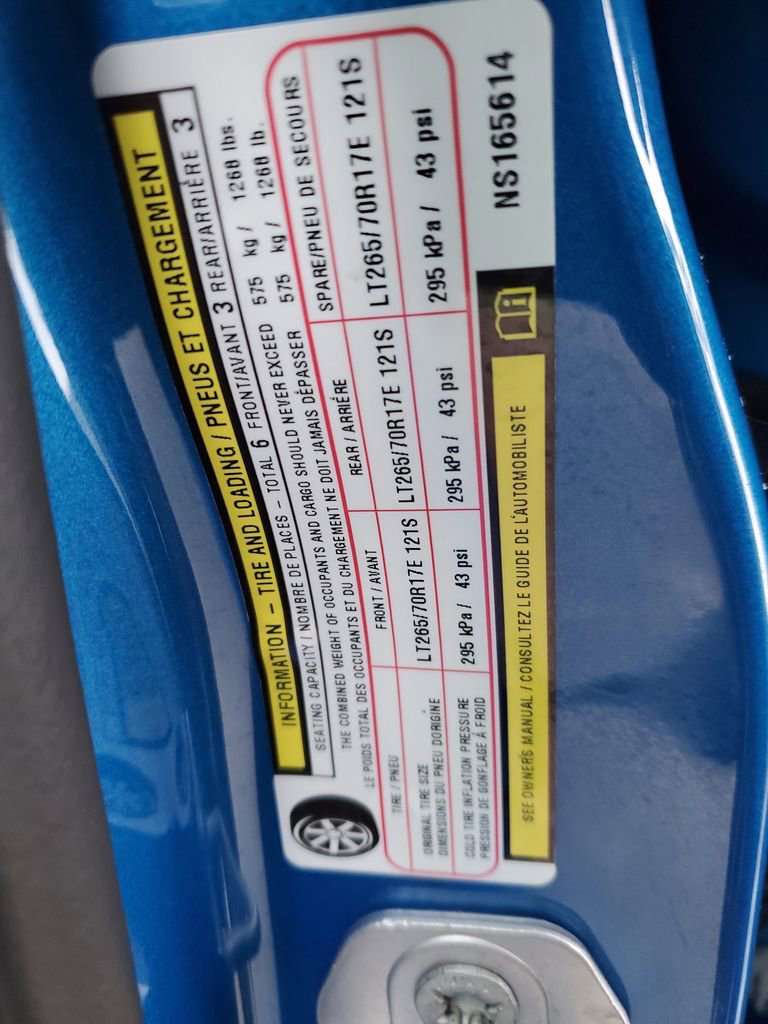 INFORMATION - TIRE AND LOADING / PNEUS ET CHARGEMENT
SEATING CAPACITY / NOMBRE DE PLACES - TOTAL 6 FRONT/AVANT 3 REAR/ARRIÈRE 3
THE COMBINED WEIGHT OF OCCUPANTS AND CARGO SHOULD NEVER EXCEED 575 kg / 1268 lbs.
LE POIDS TOTAL DES OCCUPANTS ET DU CHARGEMENT NE DOIT JAMAIS DÉPASSER 575 kg / 1268 lb.
TIRE / PNEU FRONT / AVANT REAR / ARRIÈRE SPARE/PNEU DE SECOURS
ORIGINAL TIRE SIZE
DIMENSIONS DU PNEU D'ORIGINE
LT265/70R17E 121S LT265/70R17E 121S LT265/70R17E 121S
COLD TIRE INFLATION PRESSURE
PRESSION DE GONFLAGE À FROID
295 kPa / 43 psi 295 kPa / 43 psi 295 kPa / 43 psi
SEE OWNER'S MANUAL / CONSULTEZ LE GUIDE DE L'AUTOMOBILISTE
NS165614